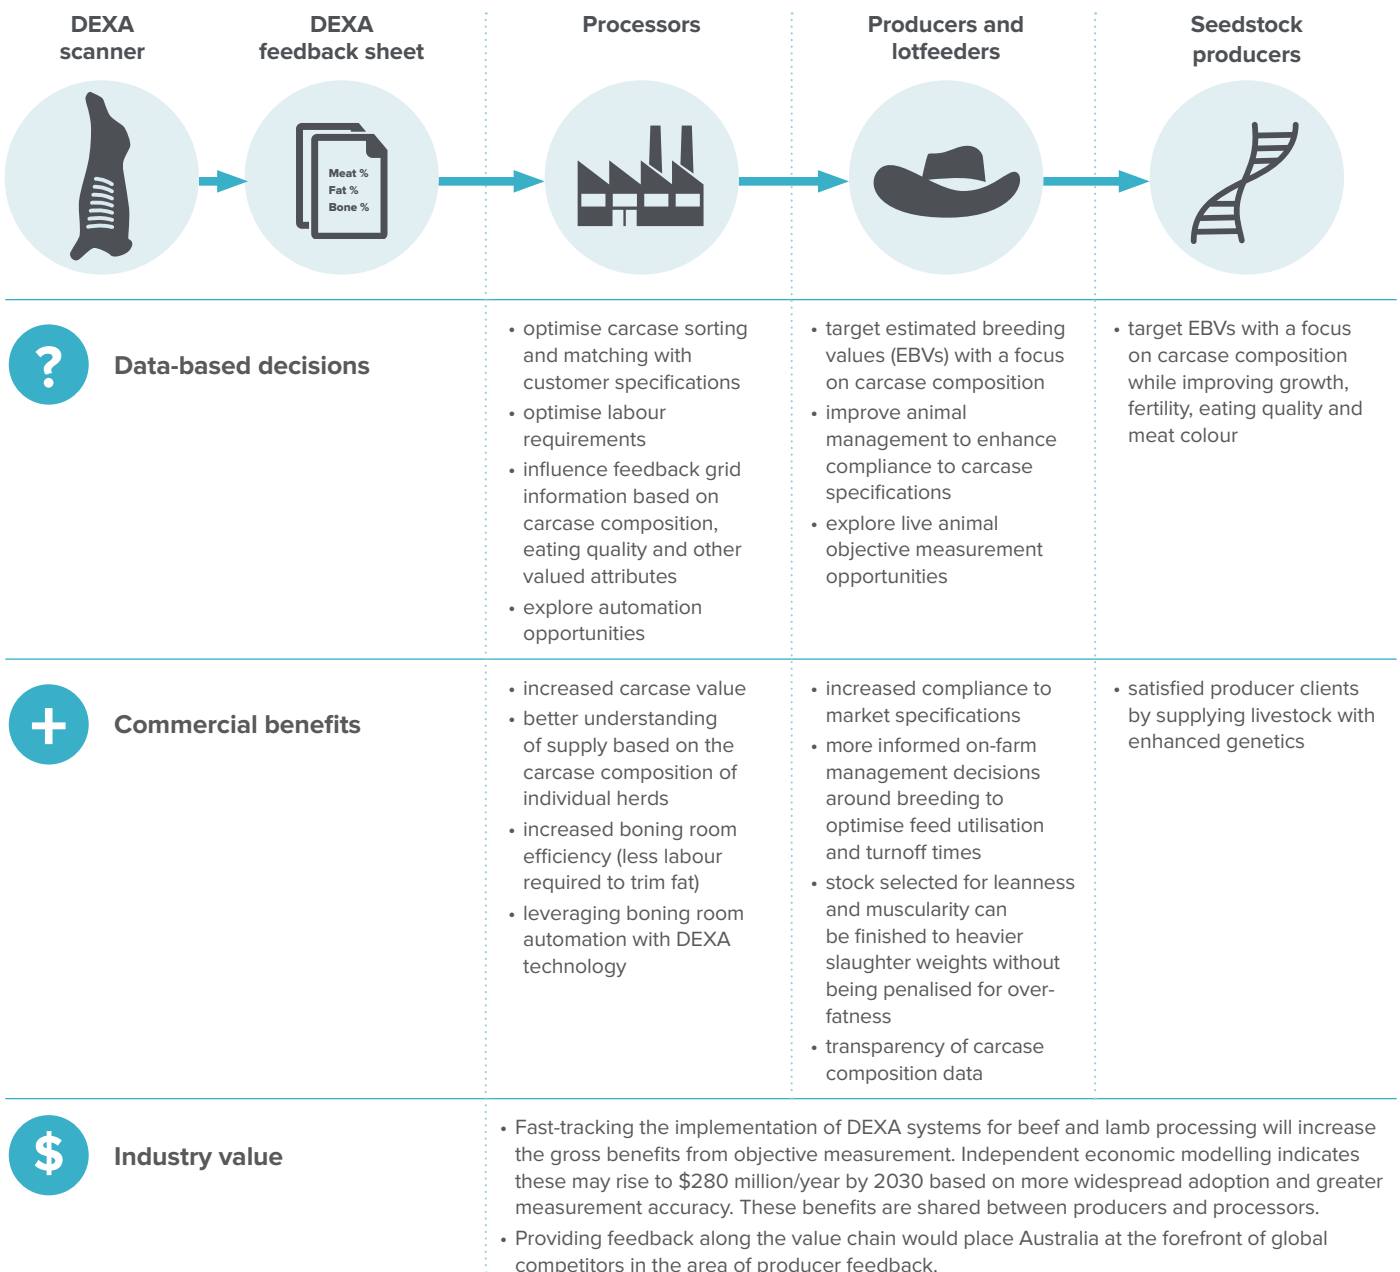 DEXA
scanner
DEXA
feedback sheet
Processors
Producers and
lotfeeders
Seedstock
producers
Meat %
Fat %
Bone %
?
Data-based decisions
• optimise carcase sorting
and matching with
customer specifications
• optimise labour
requirements
• influence feedback grid
information based on
carcase composition,
eating quality and other
valued attributes
• explore automation
opportunities
• target estimated breeding
values (EBVs) with a focus
on carcase composition
• improve animal
management to enhance
compliance to carcase
specifications
• explore live animal
objective measurement
opportunities
• target EBVs with a focus
on carcase composition
while improving growth,
fertility, eating quality and
meat colour
+
Commercial benefits
• increased carcase value
• better understanding
of supply based on the
carcase composition of
individual herds
• increased boning room
efficiency (less labour
required to trim fat)
• leveraging boning room
automation with DEXA
technology
• increased compliance to
market specifications
• more informed on-farm
management decisions
around breeding to
optimise feed utilisation
and turnoff times
• stock selected for leanness
and muscularity can
be finished to heavier
slaughter weights without
being penalised for over-
fatness
• transparency of carcase
composition data
• satisfied producer clients
by supplying livestock with
enhanced genetics
$
Industry value
• Fast-tracking the implementation of DEXA systems for beef and lamb processing will increase
the gross benefits from objective measurement. Independent economic modelling indicates
these may rise to $280 million/year by 2030 based on more widespread adoption and greater
measurement accuracy. These benefits are shared between producers and processors.
• Providing feedback along the value chain would place Australia at the forefront of global
competitors in the area of producer feedback.